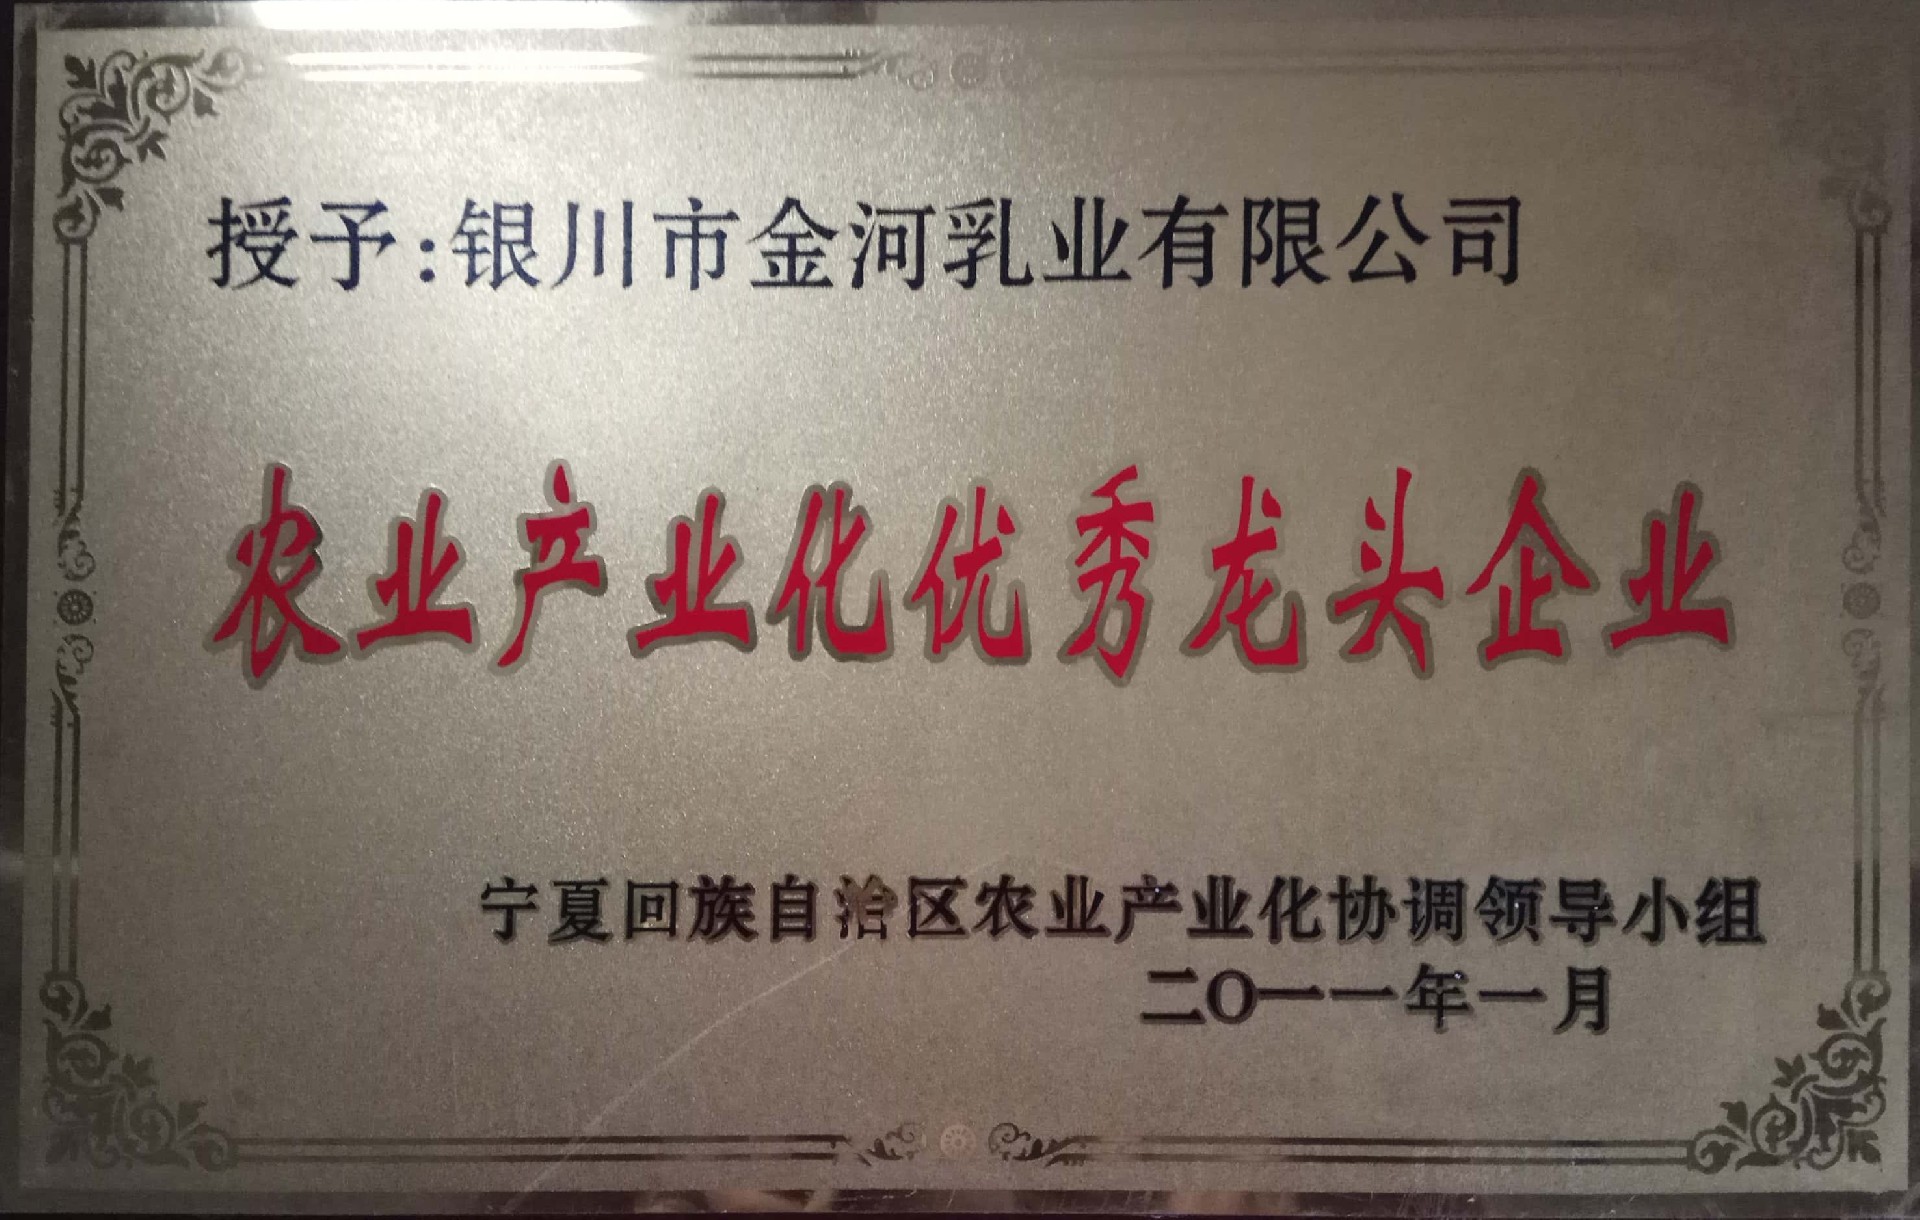 授予:银川市金河乳业有限公司
农业产业化优秀龙头企业
宁夏回族自治区农业产业化协调领导小组
二〇一一年一月